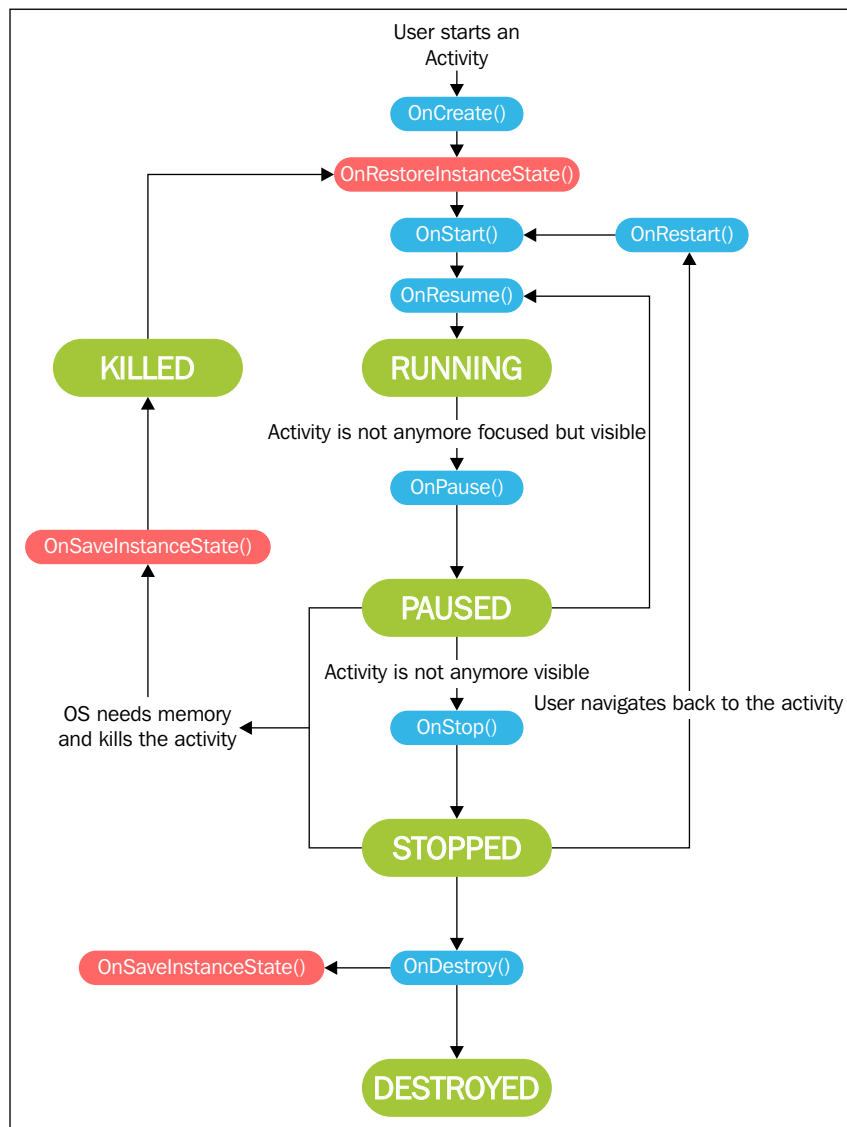 User starts an
Activity
OnCreate()
OnRestoreInstanceState()
OnStart()
OnRestart()
OnResume()
KILLED
RUNNING
Activity is not anymore focused but visible
OnPause()
OnSaveInstanceState()
PAUSED
Activity is not anymore visible
User navigates back to the activity
OS needs memory
and kills the activity
OnStop()
STOPPED
OnSaveInstanceState()
OnDestroy()
DESTROYED